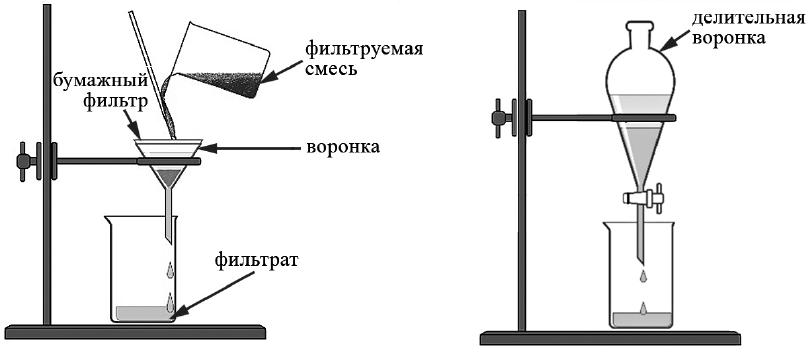 фильтруемая
смесь
бумажный
фильтр
воронка
фильтрат
делительная
воронка